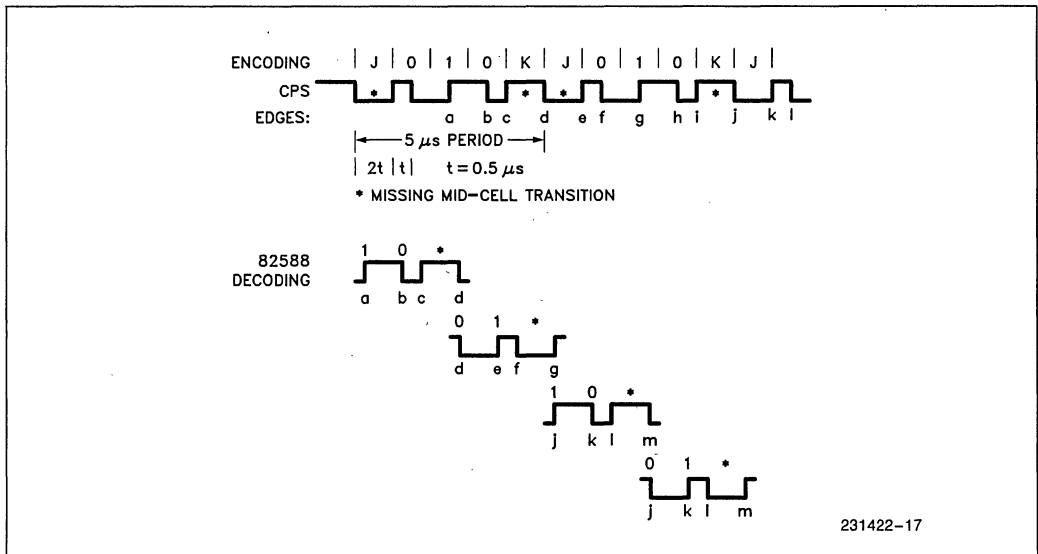 ENCODING | J | 0 | 1 | 0 | K | J | 0 | 1 | 0 | K | J |
CPS * * * *
EDGES: a b c d e f g h i j k l
5 μs PERIOD
| 2t | t | t = 0.5 μs
* MISSING MID-CELL TRANSITION
82588
DECODING
1 0 *
a b c d
0 1 *
d e f g
1 0 *
j k l m
0 1 *
j k l m
231422-17